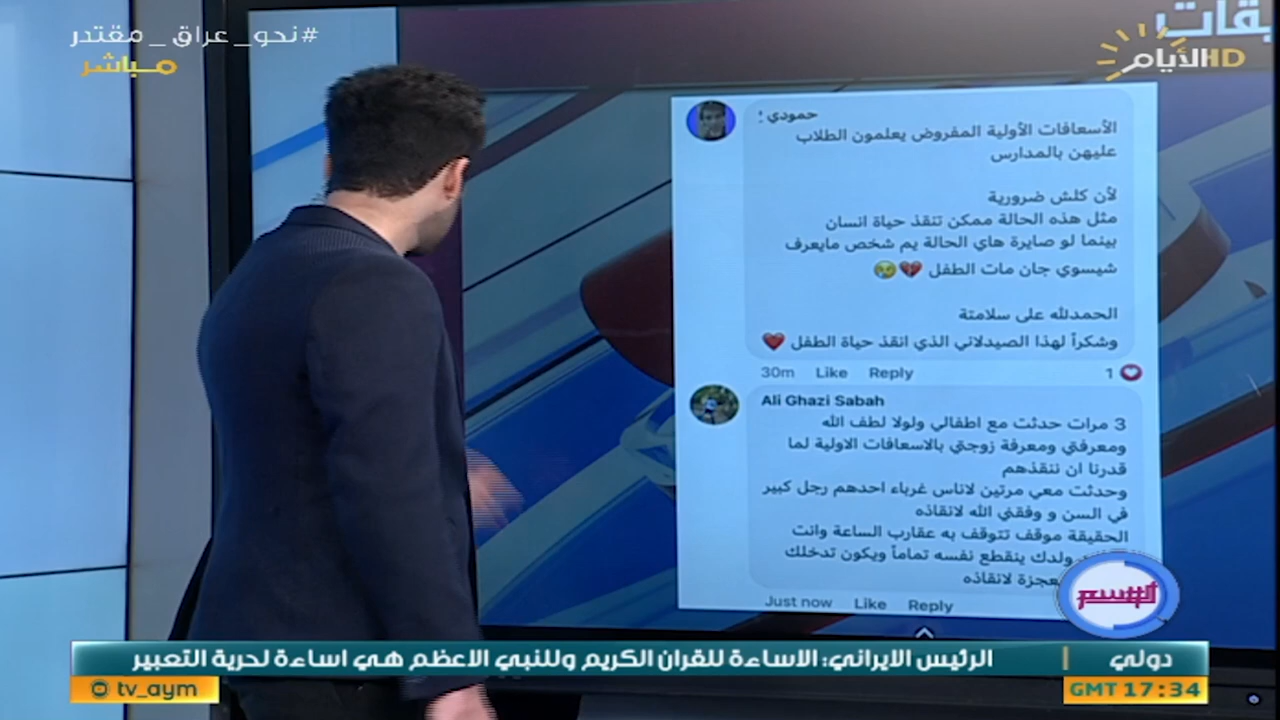 #نحو_عراق_مقتدر
مباشر
الأيام HD
حمودي
الأسعافات الأولية المفروض يعلمون الطلاب
عليهن بالمدارس
لأن كلش ضرورية
مثل هذه الحالة ممكن تنقذ حياة انسان
بينما لو صايرة هاي الحالة يم شخص مايعرف
شيسوي جان مات الطفل 💔😢
الحمدلله على سلامتة
وشكراً لهذا الصيدلاني الذي انقذ حياة الطفل ❤️
30m Like Reply 1
Ali Ghazi Sabah
3 مرات حدثت مع اطفالي ولولا لطف الله
ومعرفتي ومعرفة زوجتي بالاسعافات الاولية لما
قدرنا ان ننقذهم
وحدثت معي مرتين لاناس غرباء احدهم رجل كبير
في السن و وفقني الله لانقاذه
الحقيقة موقف تتوقف به عقارب الساعة وانت
ولدك ينقطع نفسه تماماً ويكون تدخلك
لانقاذه
Just now Like Reply
دولي | الرئيس الايراني: الاساءة للقران الكريم وللنبي الاعظم هي اساءة لحرية التعبير
tv_aym
GMT 17:34